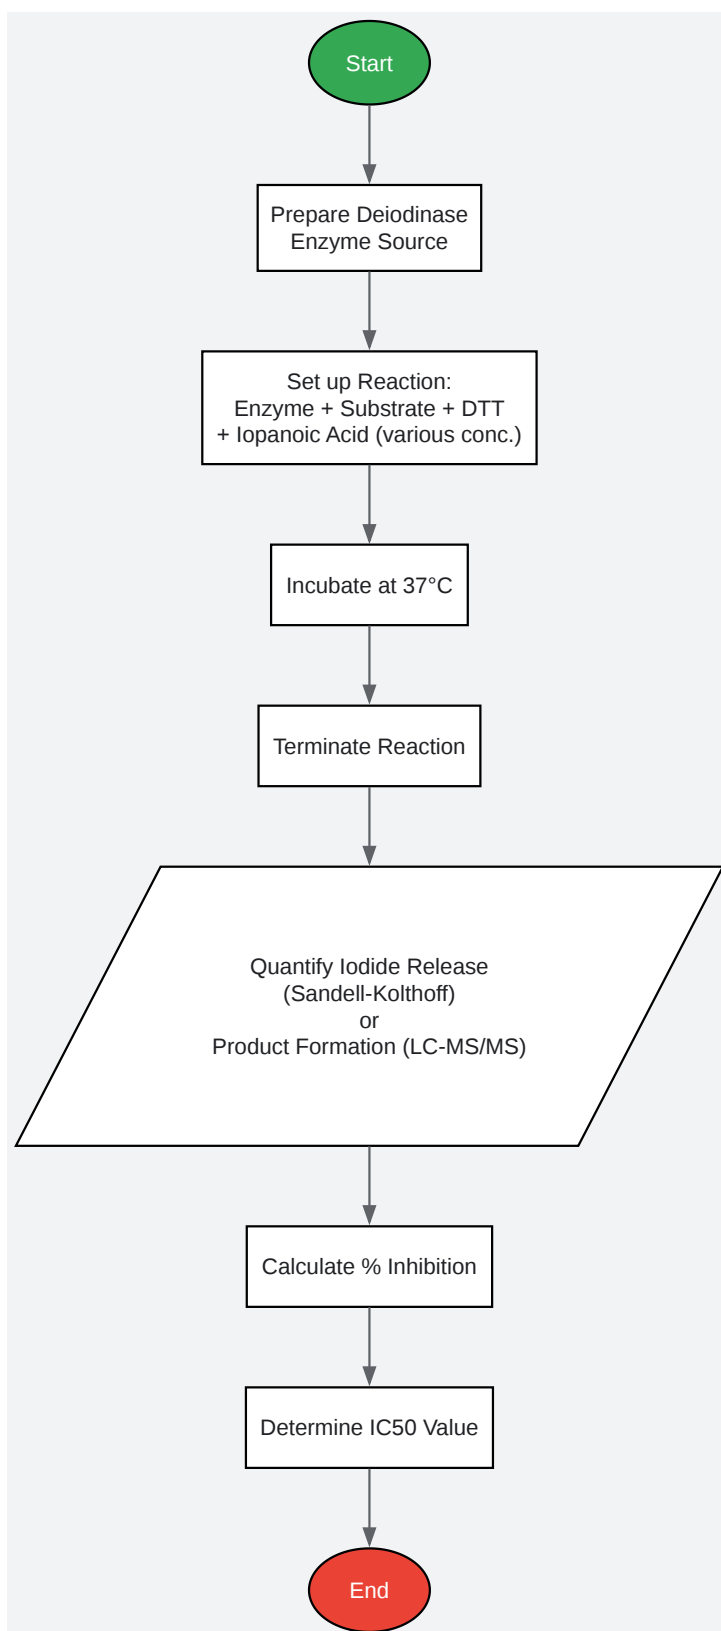 Start
Prepare Deiodinase
Enzyme Source
Set up Reaction:
Enzyme + Substrate + DTT
+ Iopanoic Acid (various conc.)
Incubate at 37°C
Terminate Reaction
Quantify Iodide Release
(Sandell-Kolthoff)
or
Product Formation (LC-MS/MS)
Calculate % Inhibition
Determine IC50 Value
End